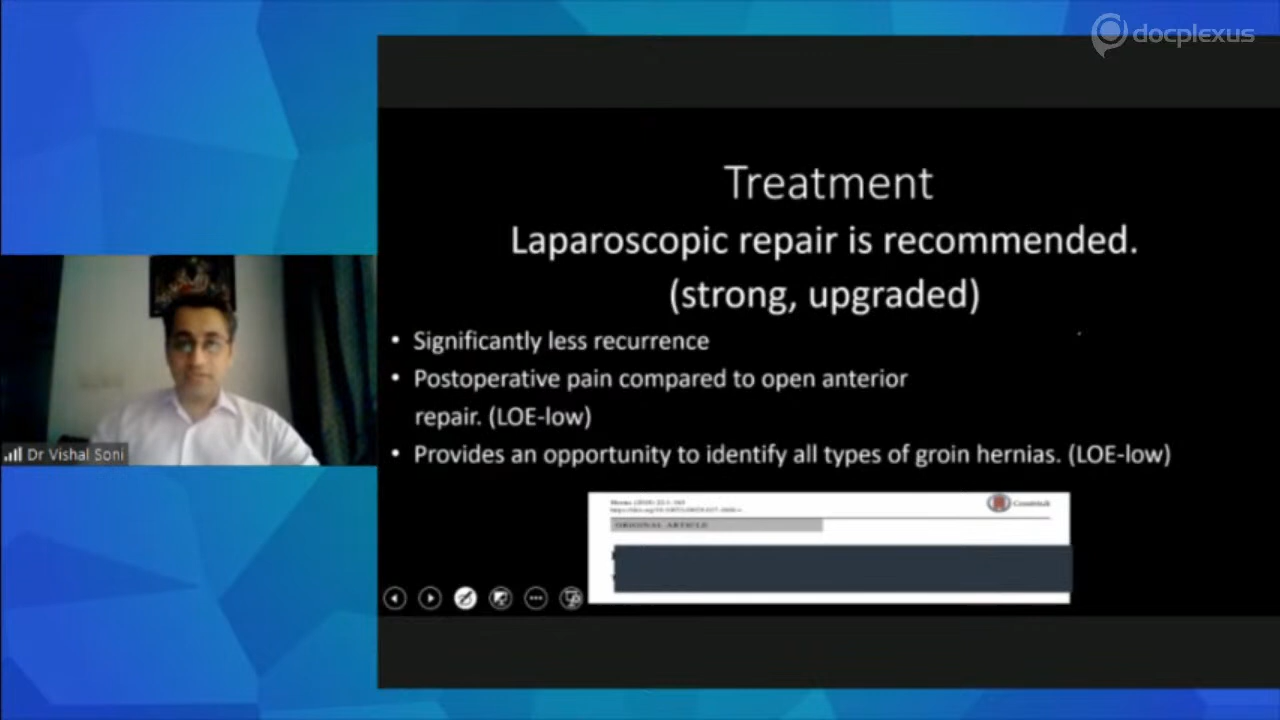 docplexus
Treatment
Laparoscopic repair is recommended.
(strong, upgraded)
• Significantly less recurrence
• Postoperative pain compared to open anterior
repair. (LOE-low)
• Provides an opportunity to identify all types of groin hernias. (LOE-low)
Dr Vishal Soni
ORIGINAL ARTICLE